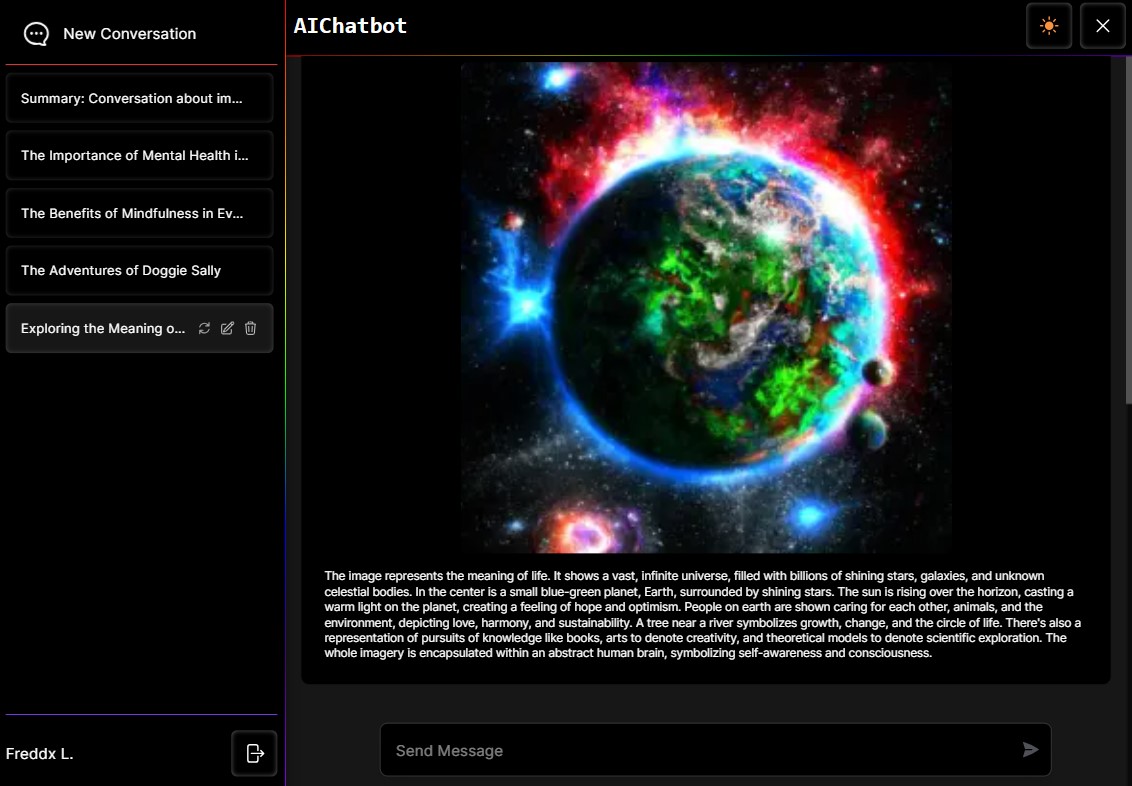 New Conversation
Summary: Conversation about im...
The Importance of Mental Health i...
The Benefits of Mindfulness in Ev...
The Adventures of Doggie Sally
Exploring the Meaning o...
Freddx L.
AIChatbot
The image represents the meaning of life. It shows a vast, infinite universe, filled with billions of shining stars, galaxies, and unknown
celestial bodies. In the center is a small blue-green planet, Earth, surrounded by shining stars. The sun is rising over the horizon, casting a
warm light on the planet, creating a feeling of hope and optimism. People on earth are shown caring for each other, animals, and the
environment, depicting love, harmony, and sustainability. A tree near a river symbolizes growth, change, and the circle of life. There's also a
representation of pursuits of knowledge like books, arts to denote creativity, and theoretical models to denote scientific exploration. The
whole imagery is encapsulated within an abstract human brain, symbolizing self-awareness and consciousness.
Send Message